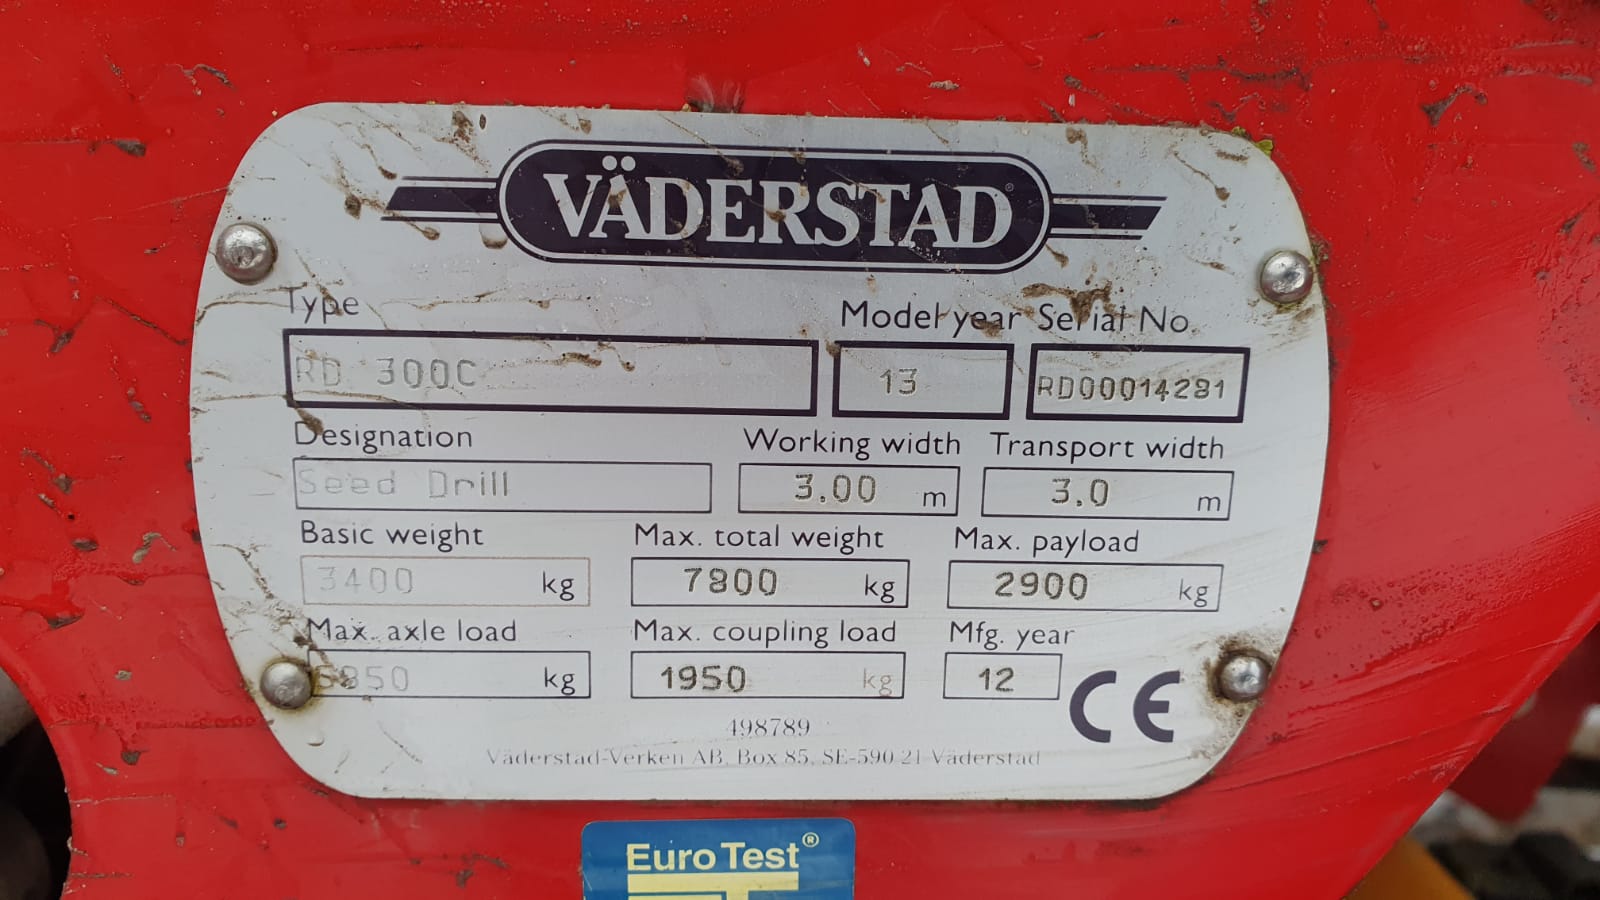 VÄDERSTAD®
Type Model year Serial No.
RD 300C 13 RD00014281
Designation Working width Transport width
Seed Drill 3.00 m 3.0 m
Basic weight Max. total weight Max. payload
3400 kg 7800 kg 2900 kg
Max. axle load Max. coupling load Mfg. year
5850 kg 1950 kg 12 CE
498789
Väderstad-Verken AB, Box 85, SE-590 21 Väderstad
Euro Test®